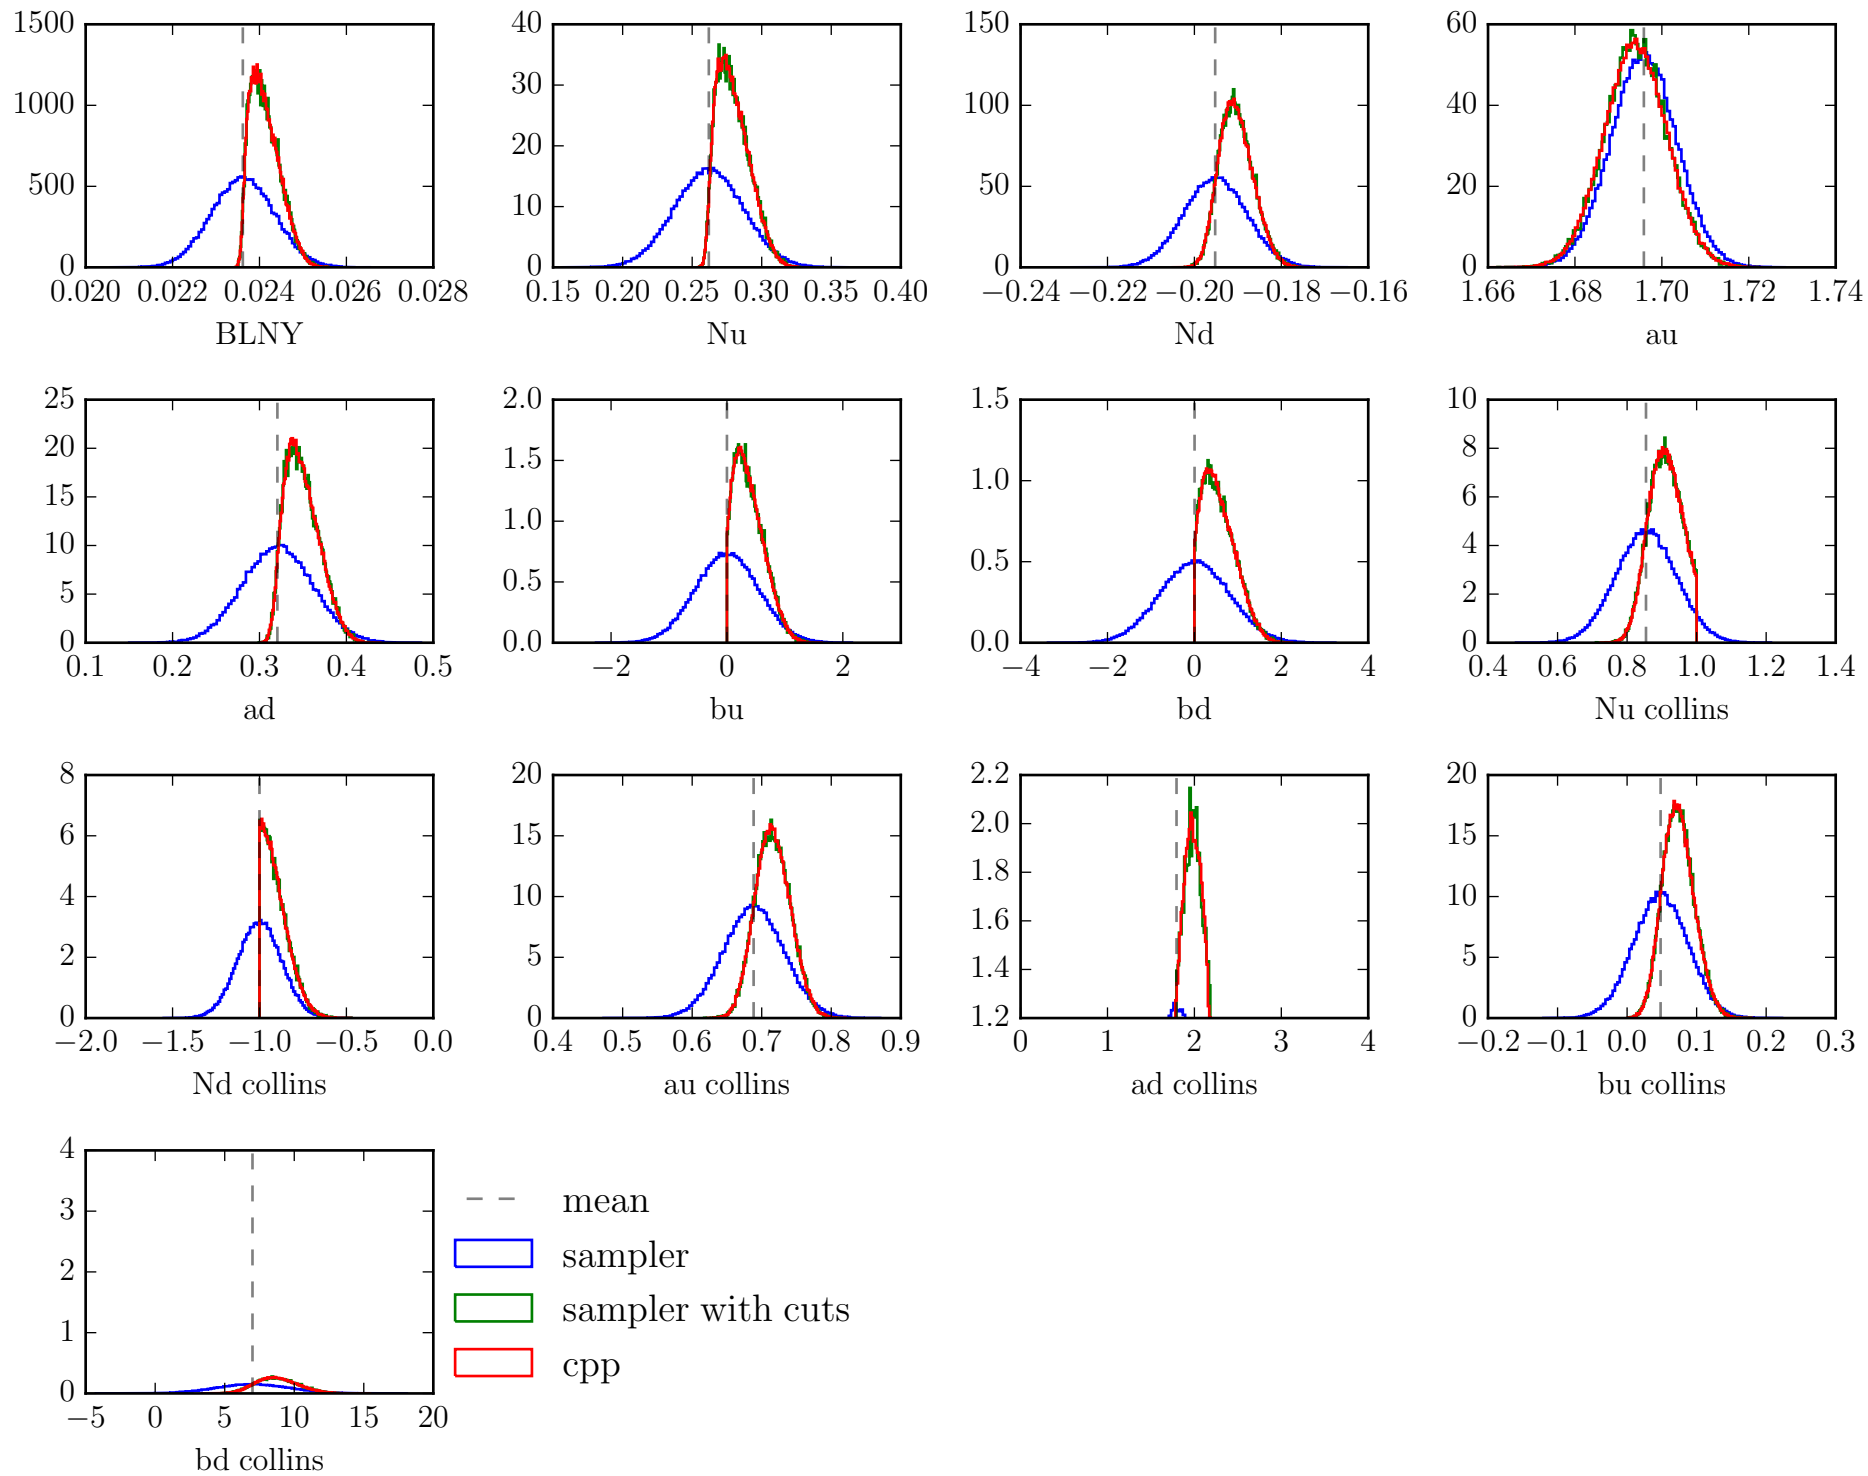 1500
1000
500
0
0.020 0.022 0.024 0.026 0.028
BLNY
40
30
20
10
0
0.15 0.20 0.25 0.30 0.35 0.40
Nu
150
100
50
0
−0.24 −0.22 −0.20 −0.18 −0.16
Nd
60
40
20
0
1.66 1.68 1.70 1.72 1.74
au
25
20
15
10
5
0
0.1 0.2 0.3 0.4 0.5
ad
2.0
1.5
1.0
0.5
0.0
−2 0 2
bu
1.5
1.0
0.5
0.0
−4 −2 0 2 4
bd
10
8
6
4
2
0
0.4 0.6 0.8 1.0 1.2 1.4
Nu collins
8
6
4
2
0
−2.0 −1.5 −1.0 −0.5 0.0
Nd collins
20
15
10
5
0
0.4 0.5 0.6 0.7 0.8 0.9
au collins
2.2
2.0
1.8
1.6
1.4
1.2
0 1 2 3 4
ad collins
20
15
10
5
0
−0.2 −0.1 0.0 0.1 0.2 0.3
bu collins
4
3
2
1
0
−5 0 5 10 15 20
bd collins
mean
sampler
sampler with cuts
cpp